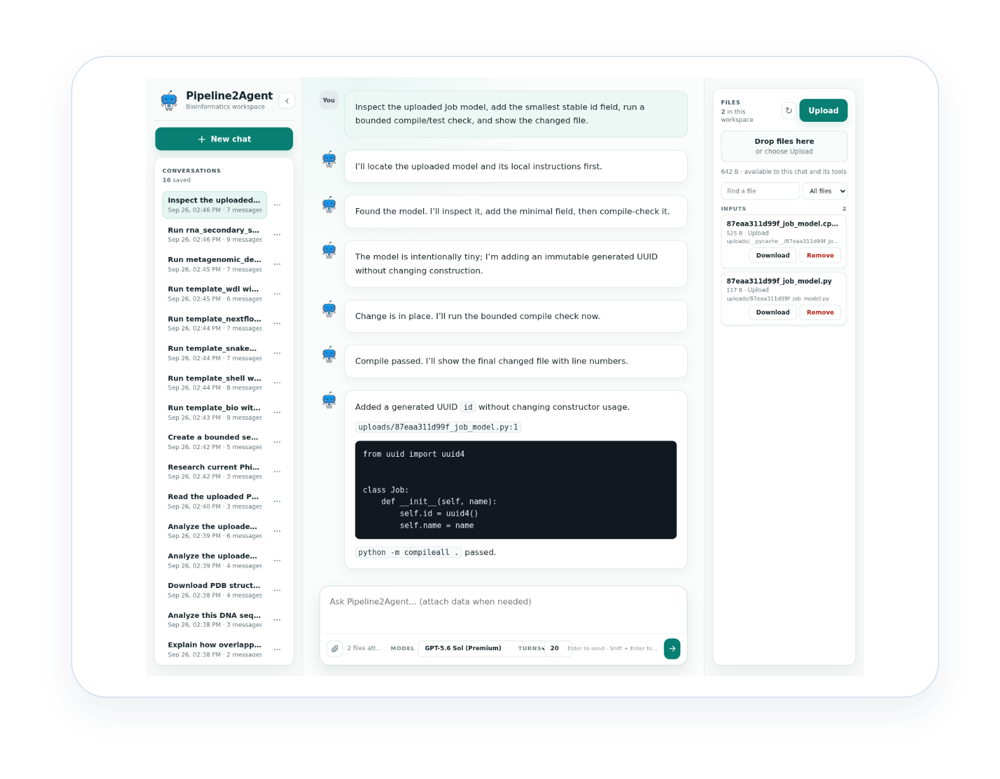 Pipeline2Agent
Bioinformatics workspace
‹
+ New chat
CONVERSATIONS
16 saved
Inspect the uploaded…
Sep 26, 02:46 PM · 7 messages
Run rna_secondary_s…
Sep 26, 02:46 PM · 9 messages
Run metagenomic_de…
Sep 26, 02:45 PM · 7 messages
Run template_wdl wi…
Sep 26, 02:45 PM · 6 messages
Run template_nextflo…
Sep 26, 02:44 PM · 7 messages
Run template_snake…
Sep 26, 02:44 PM · 7 messages
Run template_shell w…
Sep 26, 02:44 PM · 8 messages
Run template_bio wit…
Sep 26, 02:43 PM · 9 messages
Create a bounded se…
Sep 26, 02:42 PM · 5 messages
Research current Phi…
Sep 26, 02:42 PM · 3 messages
Read the uploaded P…
Sep 26, 02:40 PM · 3 messages
Analyze the uploade…
Sep 26, 02:39 PM · 6 messages
Analyze the uploade…
Sep 26, 02:39 PM · 4 messages
Download PDB struct…
Sep 26, 02:38 PM · 4 messages
Analyze this DNA seq…
Sep 26, 02:38 PM · 3 messages
Explain how overlapp…
Sep 26, 02:38 PM · 2 messages
You
Inspect the uploaded Job model, add the smallest stable id field, run a
bounded compile/test check, and show the changed file.
I’ll locate the uploaded model and its local instructions first.
Found the model. I’ll inspect it, add the minimal field, then compile-check it.
The model is intentionally tiny; I’m adding an immutable generated UUID
without changing construction.
Change is in place. I’ll run the bounded compile check now.
Compile passed. I’ll show the final changed file with line numbers.
Added a generated UUID id without changing constructor usage.
uploads/87eaa311d99f_job_model.py:1
from uuid import uuid4
class Job:
    def __init__(self, name):
        self.id = uuid4()
        self.name = name
python -m compileall . passed.
Ask Pipeline2Agent... (attach data when needed)
2 files att…
MODEL
GPT-5.6 Sol (Premium)
TURNS
20
Enter to send · Shift + Enter fo…
FILES
2 in this
workspace
Upload
Drop files here
or choose Upload
642 B · available to this chat and its tools
Find a file
All files
INPUTS
2
87eaa311d99f_job_model.cp…
525 B · Upload
uploads/__pycache__/87eaa311d99f_jo…
Download
Remove
87eaa311d99f_job_model.py
117 B · Upload
uploads/87eaa311d99f_job_model.py
Download
Remove